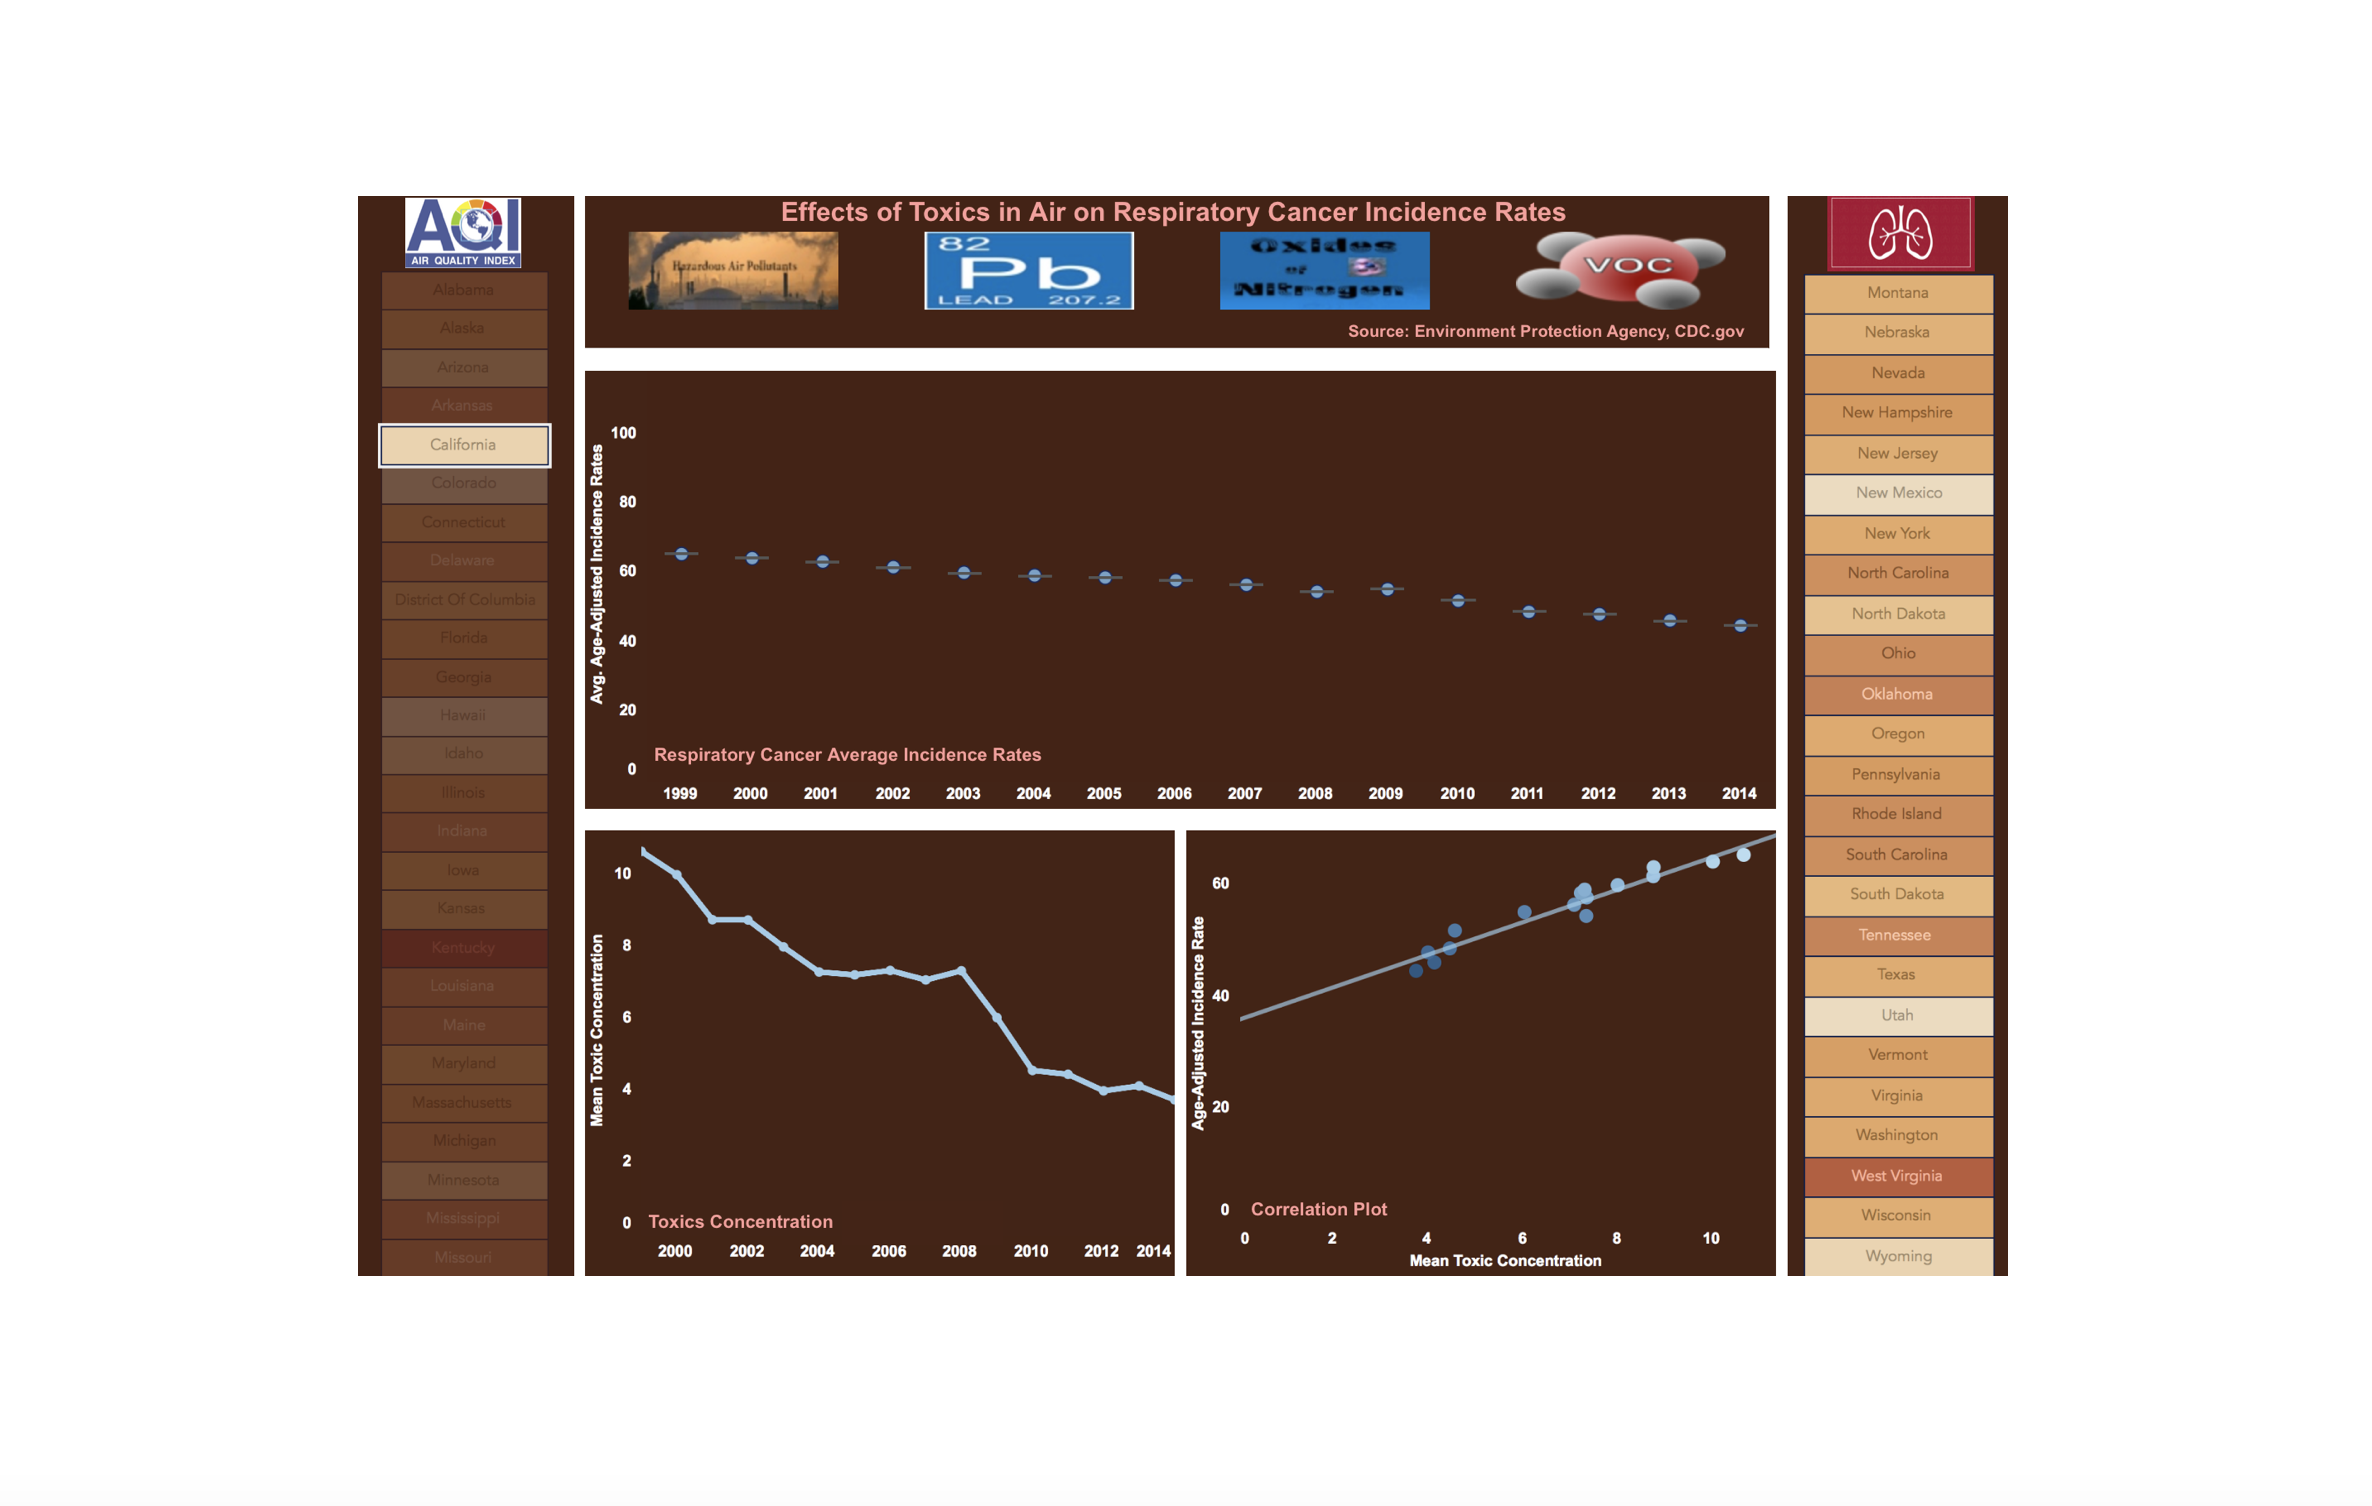 AQI
AIR QUALITY INDEX
Alabama
Alaska
Arizona
Arkansas
California
Colorado
Connecticut
Delaware
District Of Columbia
Florida
Georgia
Hawaii
Idaho
Illinois
Indiana
Iowa
Kansas
Kentucky
Louisiana
Maine
Maryland
Massachusetts
Michigan
Minnesota
Mississippi
Missouri
Effects of Toxics in Air on Respiratory Cancer Incidence Rates
Hazardous Air Pollutants
82
Pb
LEAD 207.2
Oxides
of
Nitrogen
VOC
Source: Environment Protection Agency, CDC.gov
Avg. Age-Adjusted Incidence Rates
100
80
60
40
20
0
Respiratory Cancer Average Incidence Rates
1999 2000 2001 2002 2003 2004 2005 2006 2007 2008 2009 2010 2011 2012 2013 2014
Mean Toxic Concentration
10
8
6
4
2
0
Toxics Concentration
2000 2002 2004 2006 2008 2010 2012 2014
Age-Adjusted Incidence Rate
60
40
20
0
Correlation Plot
0 2 4 6 8 10
Mean Toxic Concentration
Montana
Nebraska
Nevada
New Hampshire
New Jersey
New Mexico
New York
North Carolina
North Dakota
Ohio
Oklahoma
Oregon
Pennsylvania
Rhode Island
South Carolina
South Dakota
Tennessee
Texas
Utah
Vermont
Virginia
Washington
West Virginia
Wisconsin
Wyoming